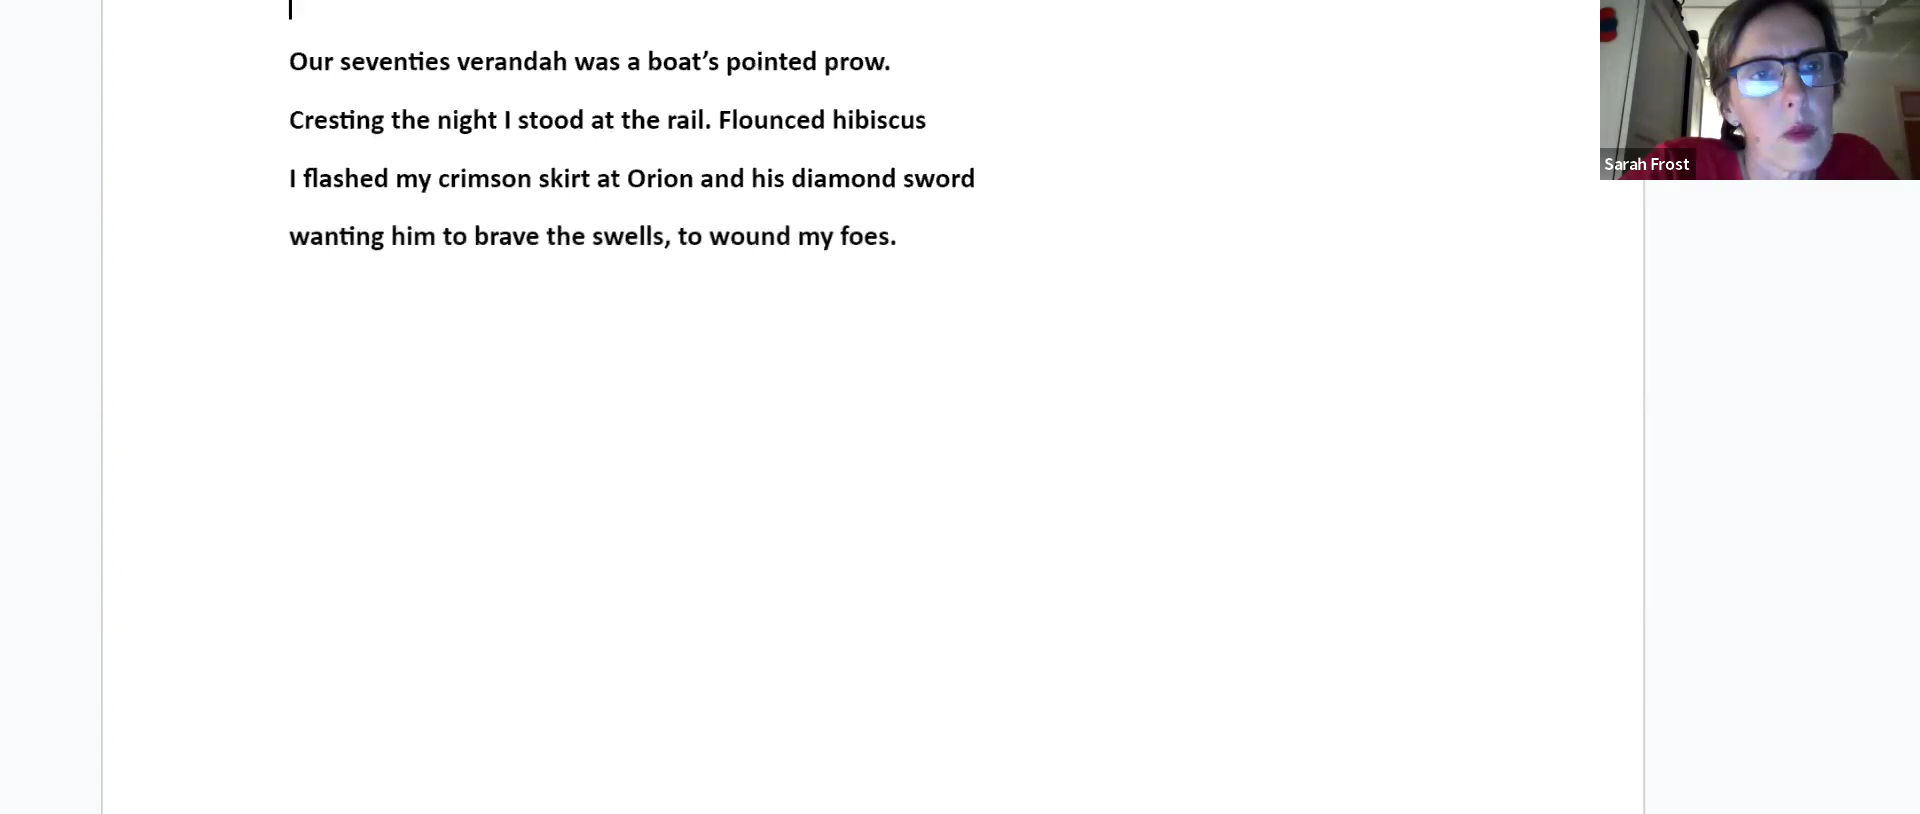 Our seventies verandah was a boat’s pointed prow.
Cresting the night I stood at the rail. Flounced hibiscus
I flashed my crimson skirt at Orion and his diamond sword
wanting him to brave the swells, to wound my foes.
Sarah Frost